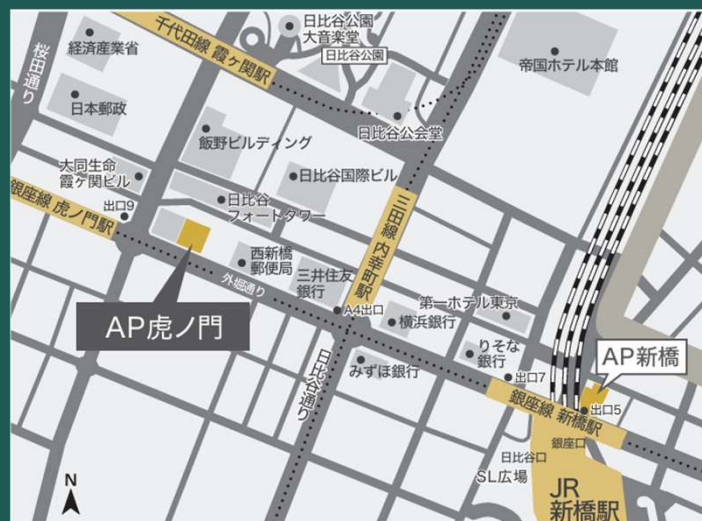 日比谷公園
大音楽堂
千代田線 霞ヶ関駅
日比谷公園
経済産業省
桜田通り
帝国ホテル本館
日本郵政
日比谷公会堂
飯野ビルディング
大同生命
霞ヶ関ビル
日比谷国際ビル
銀座線 虎ノ門駅
出口9
日比谷
フォートタワー
三田線 内幸町駅
西新橋
郵便局
三井住友
銀行
外堀通り
A4出口
横浜銀行
第一ホテル東京
AP虎ノ門
りそな
銀行
AP新橋
みずほ銀行
出口7
日比谷通り
銀座線 新橋駅
出口5
銀座口
日比谷口
SL広場
JR
新橋駅
N